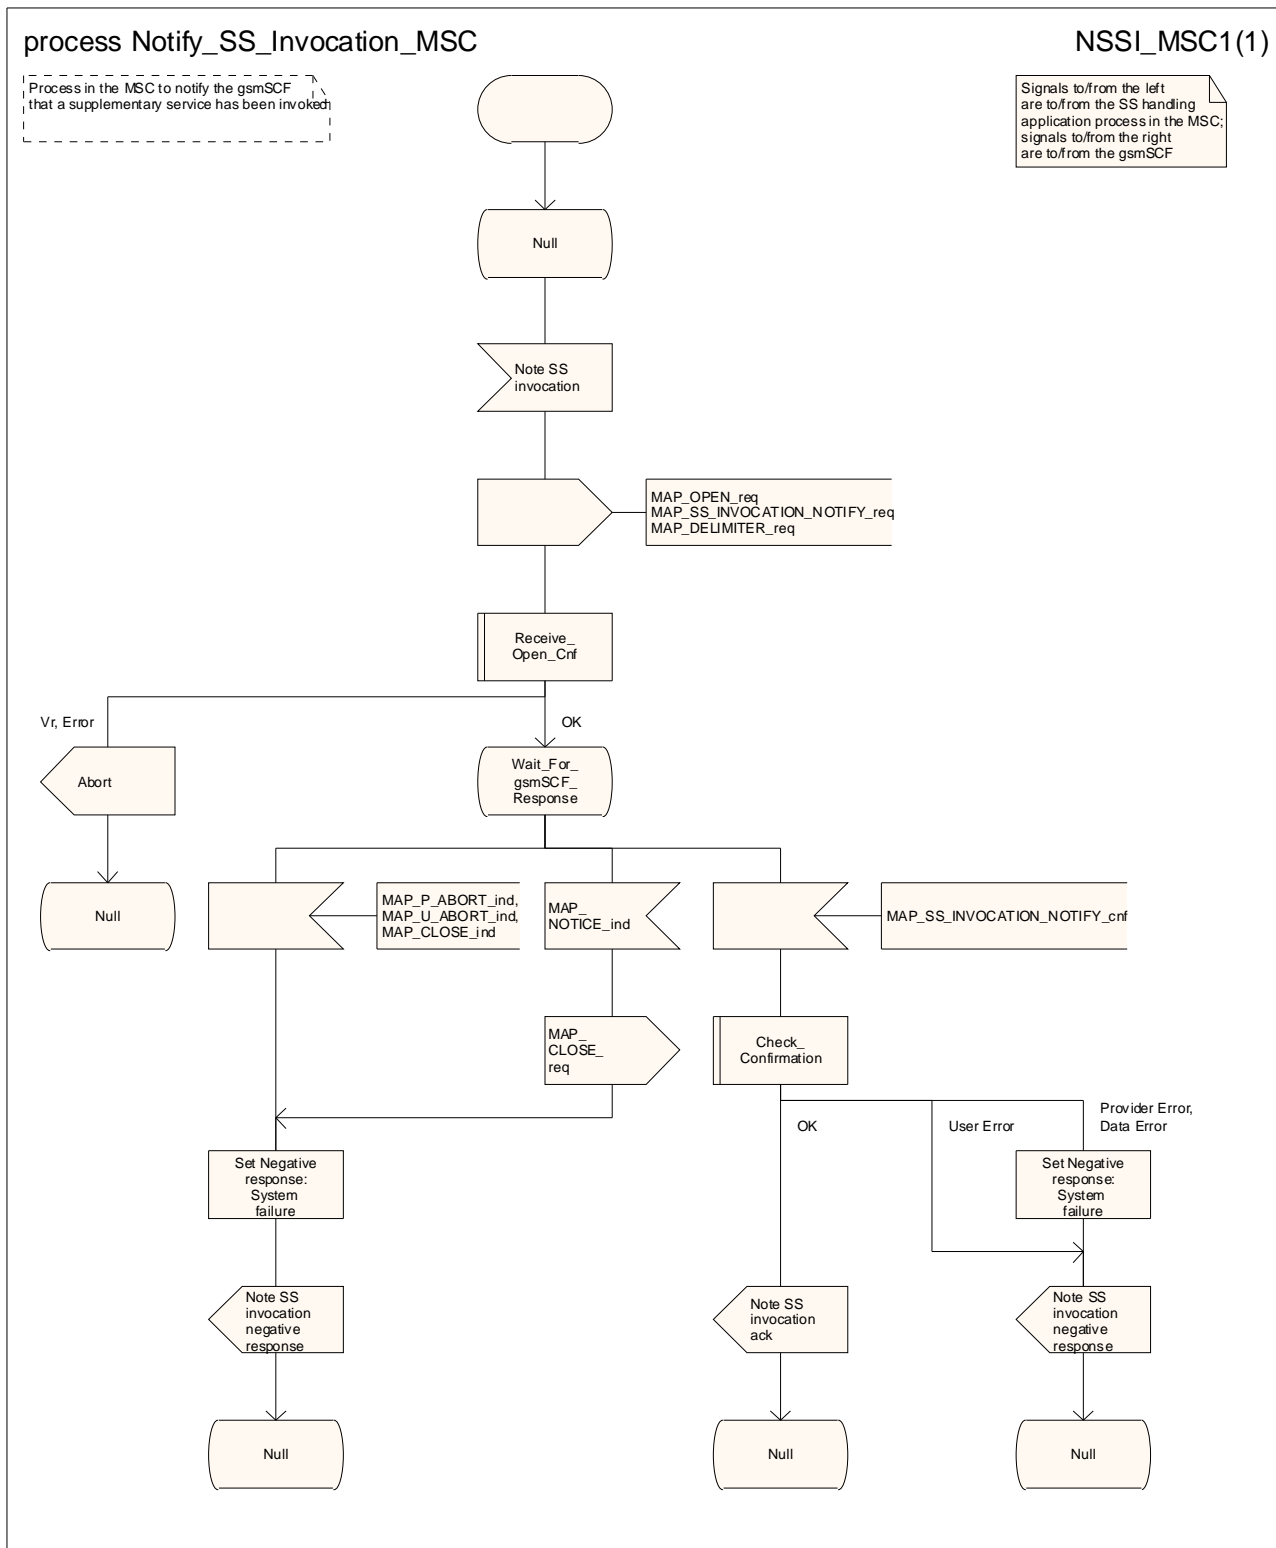 process Notify_SS_Invocation_MSC
NSSI_MSC1(1)
Process in the MSC to notify the gsmSCF
that a supplementary service has been invoked
Signals to/from the left
are to/from the SS handling
application process in the MSC;
signals to/from the right
are to/from the gsmSCF
Null
Note SS
invocation
MAP_OPEN_req
MAP_SS_INVOCATION_NOTIFY_req
MAP_DELIMITER_req
Receive_
Open_Cnf
Vr, Error
OK
Abort
Wait_For_
gsmSCF_
Response
Null
MAP_P_ABORT_ind,
MAP_U_ABORT_ind,
MAP_CLOSE_ind
MAP_
NOTICE_ind
MAP_SS_INVOCATION_NOTIFY_cnf
MAP_
CLOSE_
req
Check_
Confirmation
OK
User Error
Provider Error,
Data Error
Set Negative
response:
System
failure
Set Negative
response:
System
failure
Note SS
invocation
negative
response
Note SS
invocation
ack
Note SS
invocation
negative
response
Null
Null
Null